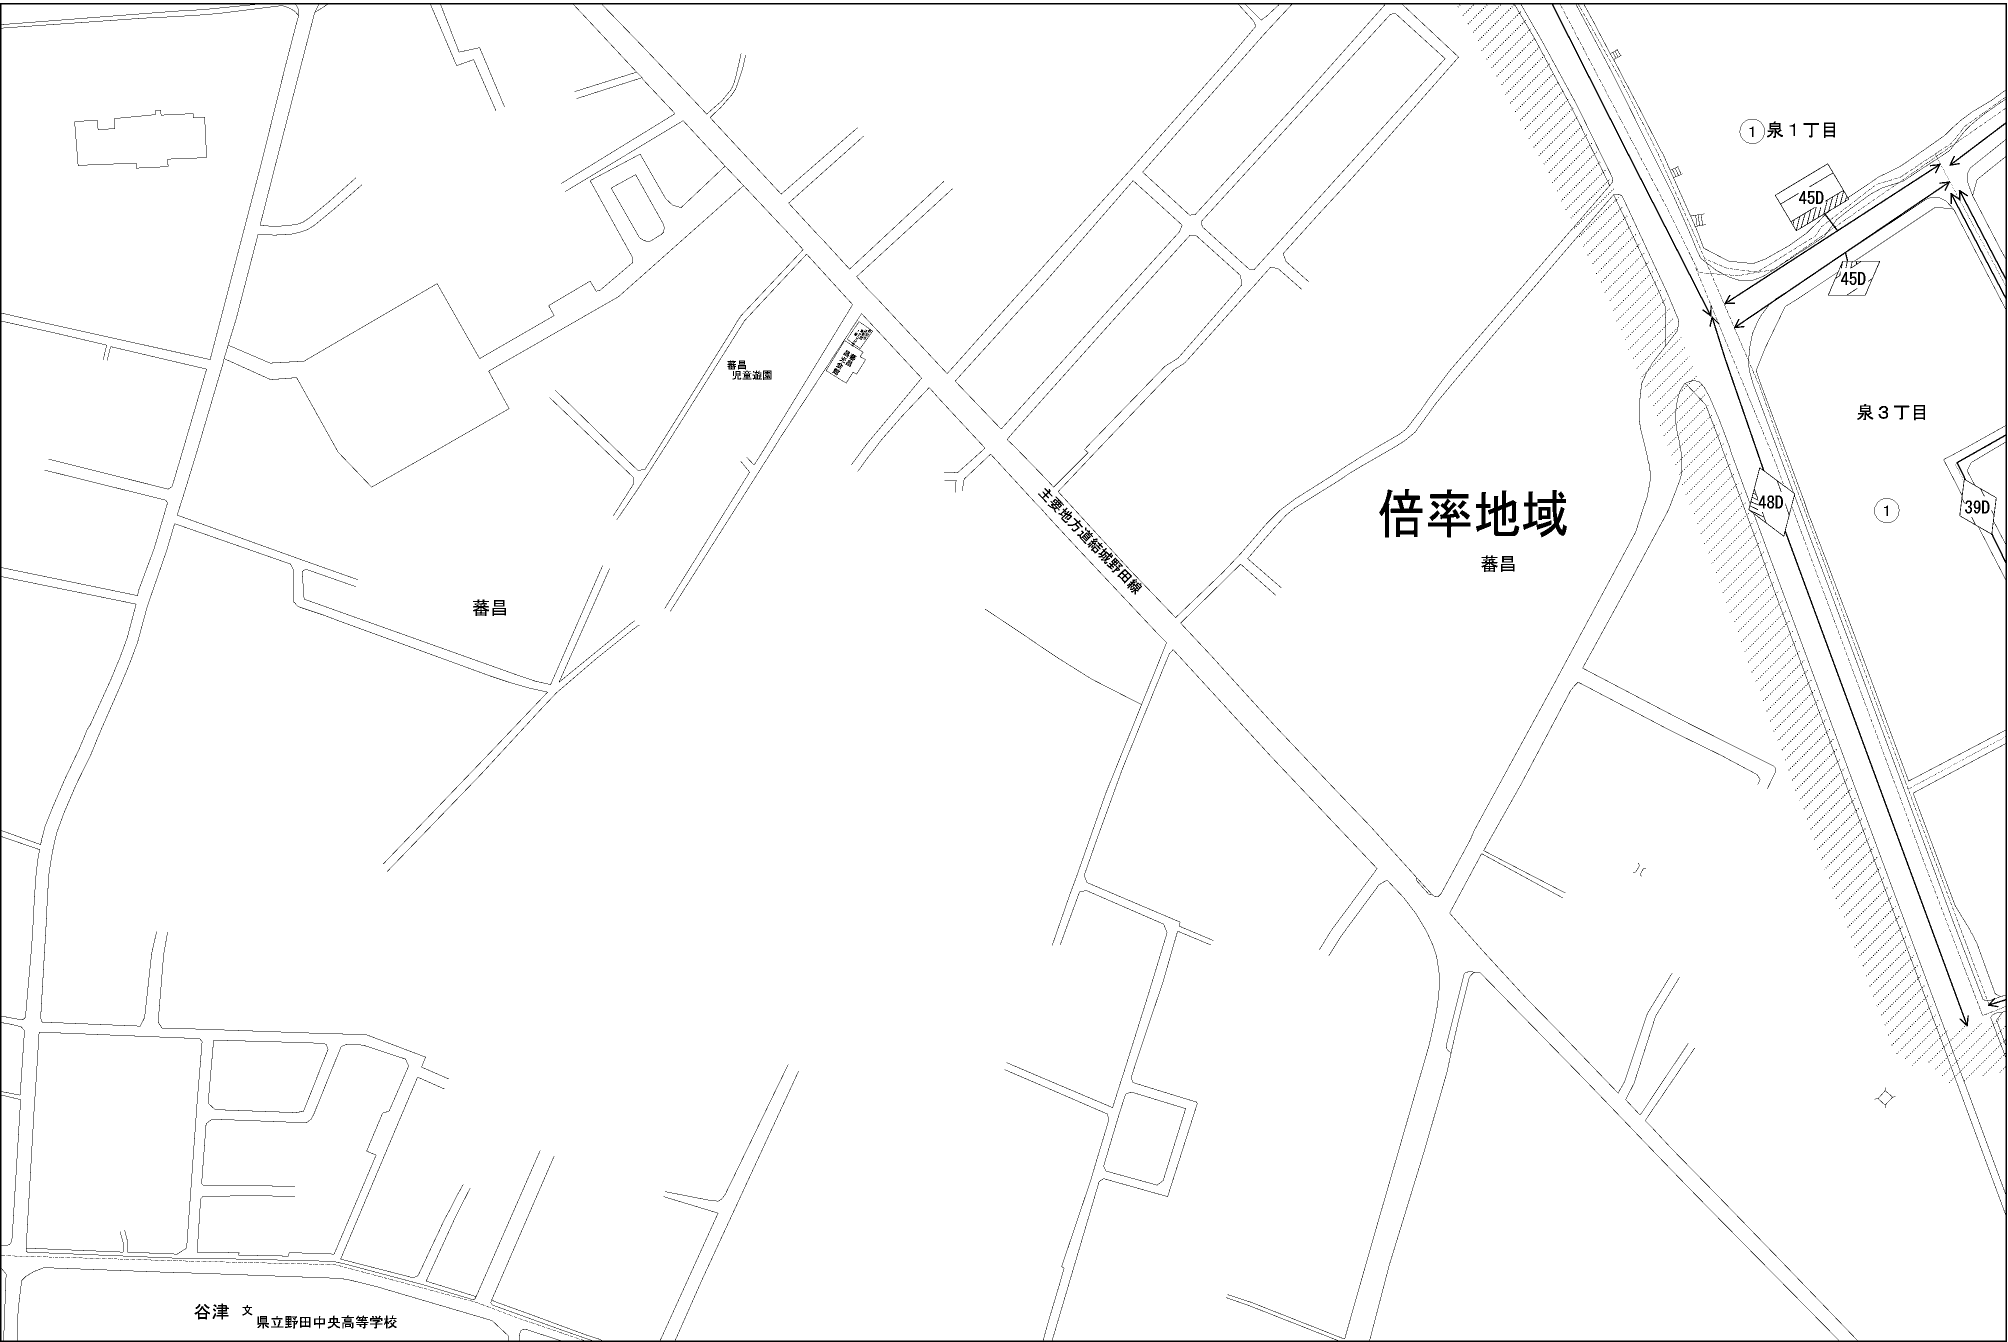 1 泉１丁目
45D
45D
蕃昌
児童遊園
泉３丁目
主要地方道結城野田線
倍率地域
48D
1
39D
蕃昌
蕃昌
谷津 文
県立野田中央高等学校